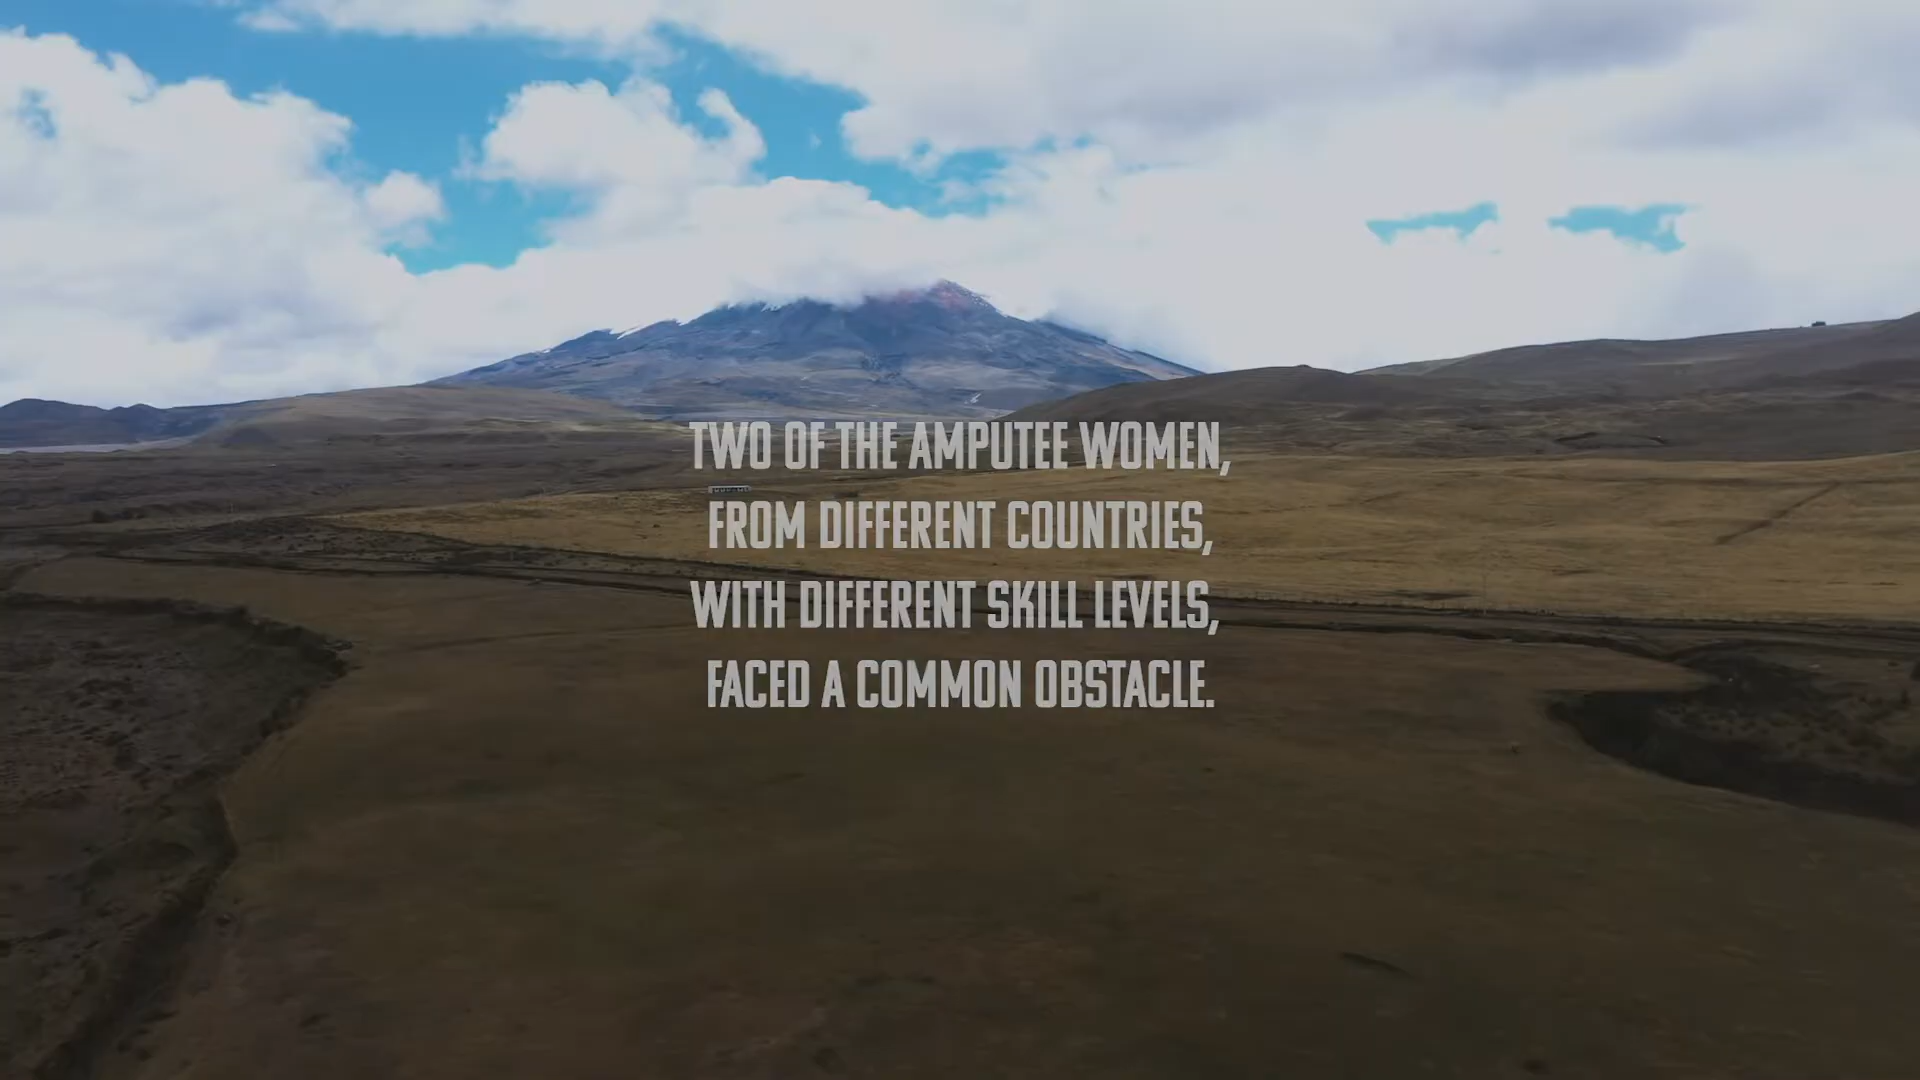 TWO OF THE AMPUTEE WOMEN,
FROM DIFFERENT COUNTRIES,
WITH DIFFERENT SKILL LEVELS,
FACED A COMMON OBSTACLE.